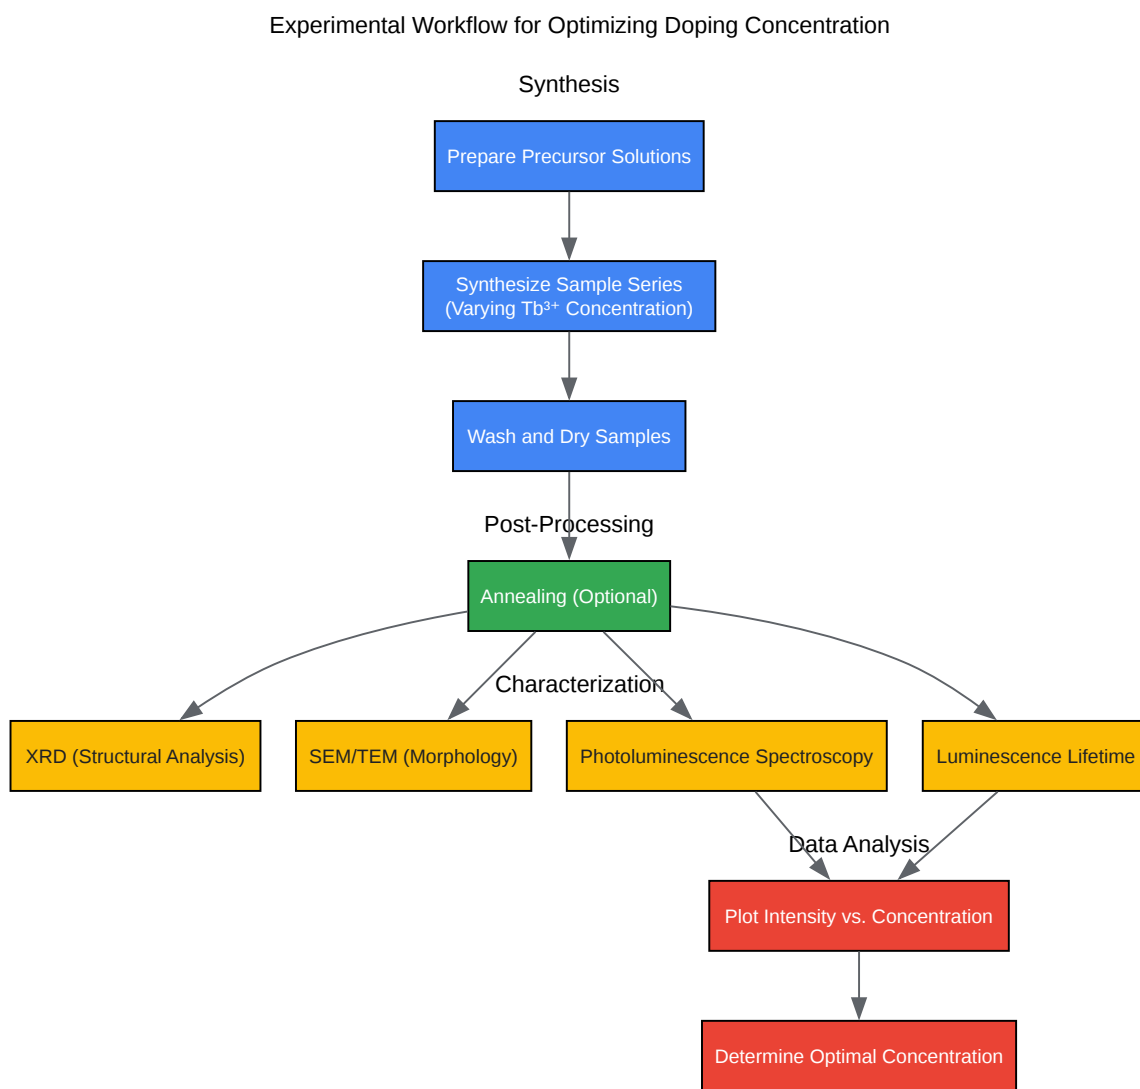 Experimental Workflow for Optimizing Doping Concentration
Synthesis
Prepare Precursor Solutions
Synthesize Sample Series
(Varying Tb³⁺ Concentration)
Wash and Dry Samples
Post-Processing
Annealing (Optional)
Characterization
XRD (Structural Analysis)
SEM/TEM (Morphology)
Photoluminescence Spectroscopy
Luminescence Lifetime
Data Analysis
Plot Intensity vs. Concentration
Determine Optimal Concentration